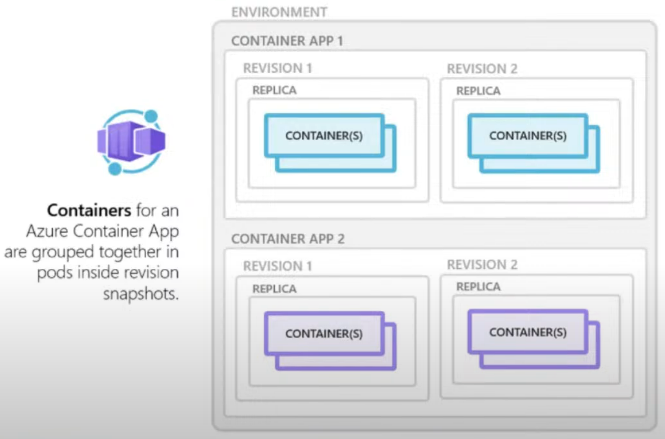 ENVIRONMENT
CONTAINER APP 1
REVISION 1
REVISION 2
REPLICA
REPLICA
CONTAINER(S)
CONTAINER(S)
Containers for an
Azure Container App
are grouped together in
pods inside revision
snapshots.
CONTAINER APP 2
REVISION 1
REVISION 2
REPLICA
REPLICA
CONTAINER(S)
CONTAINER(S)